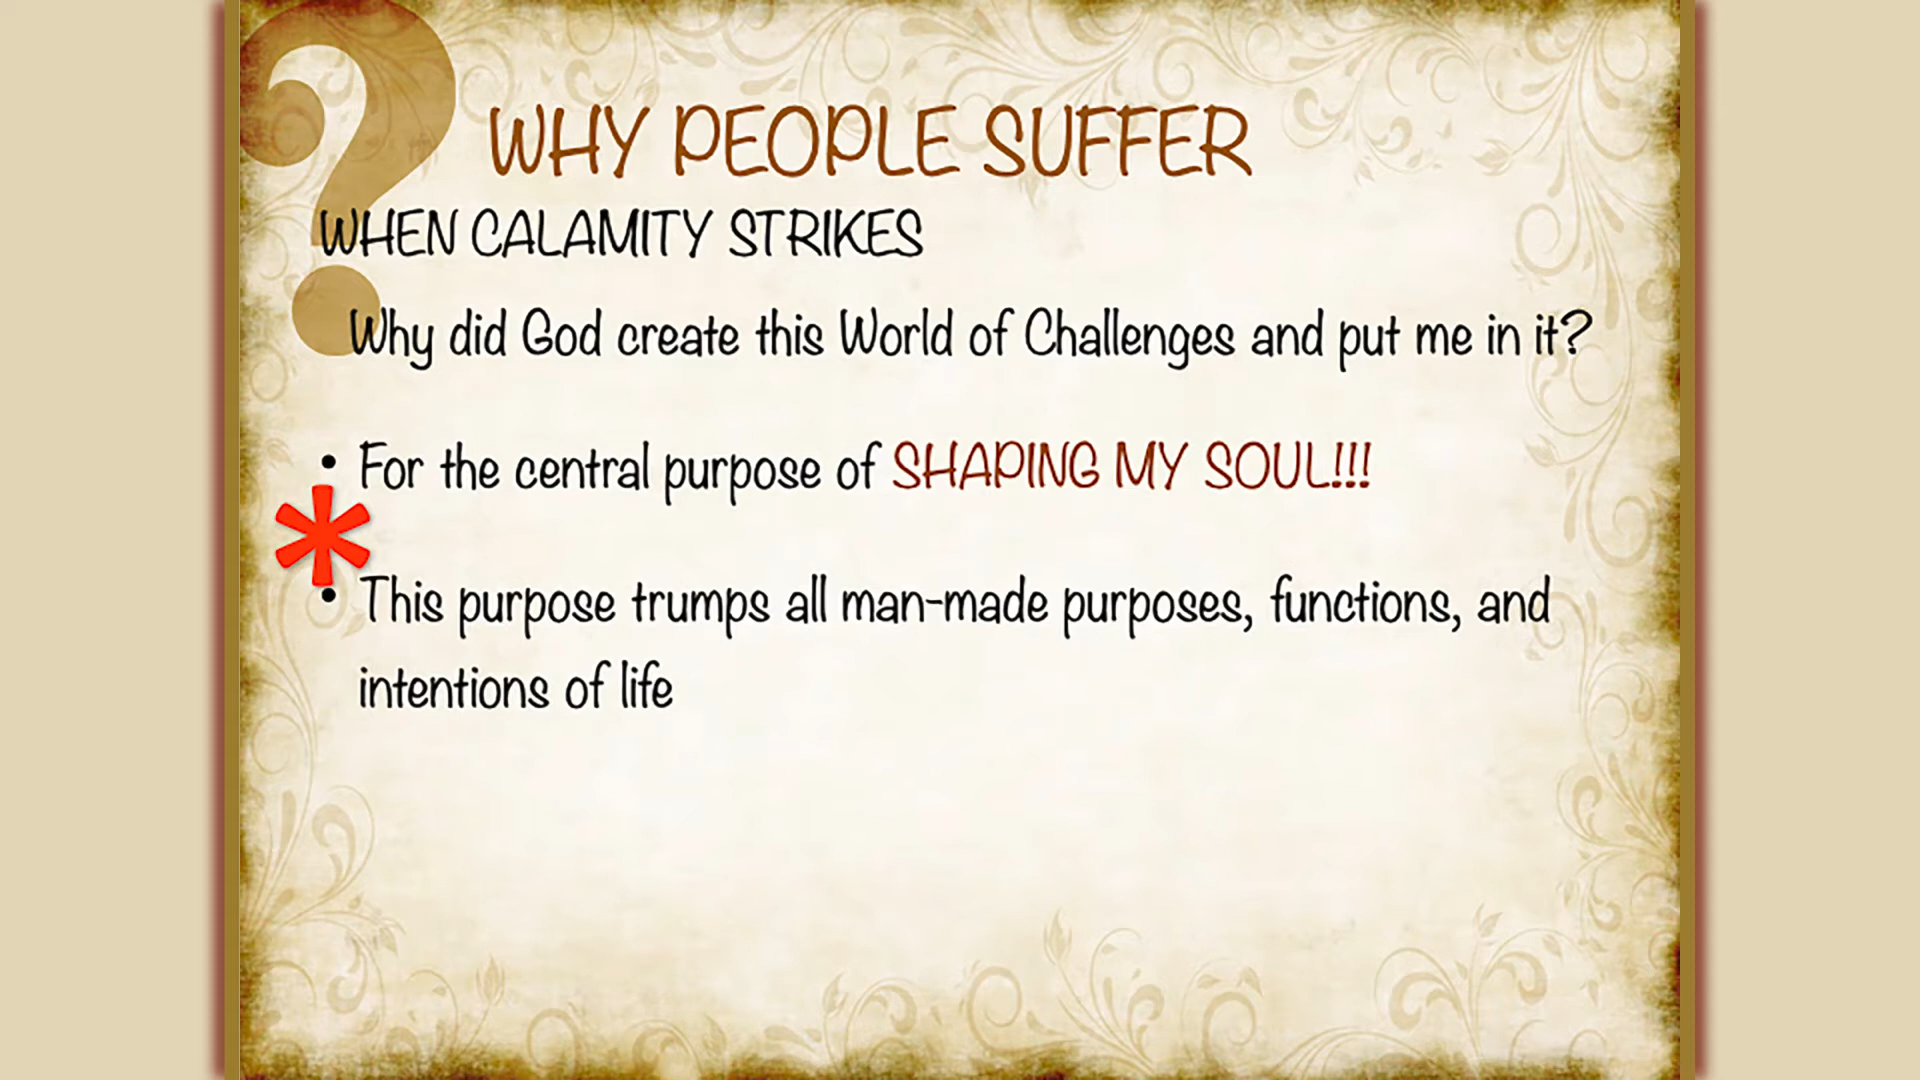 WHY PEOPLE SUFFER
WHEN CALAMITY STRIKES
Why did God create this World of Challenges and put me in it?
• For the central purpose of SHAPING MY SOUL!!!
• This purpose trumps all man-made purposes, functions, and
intentions of life